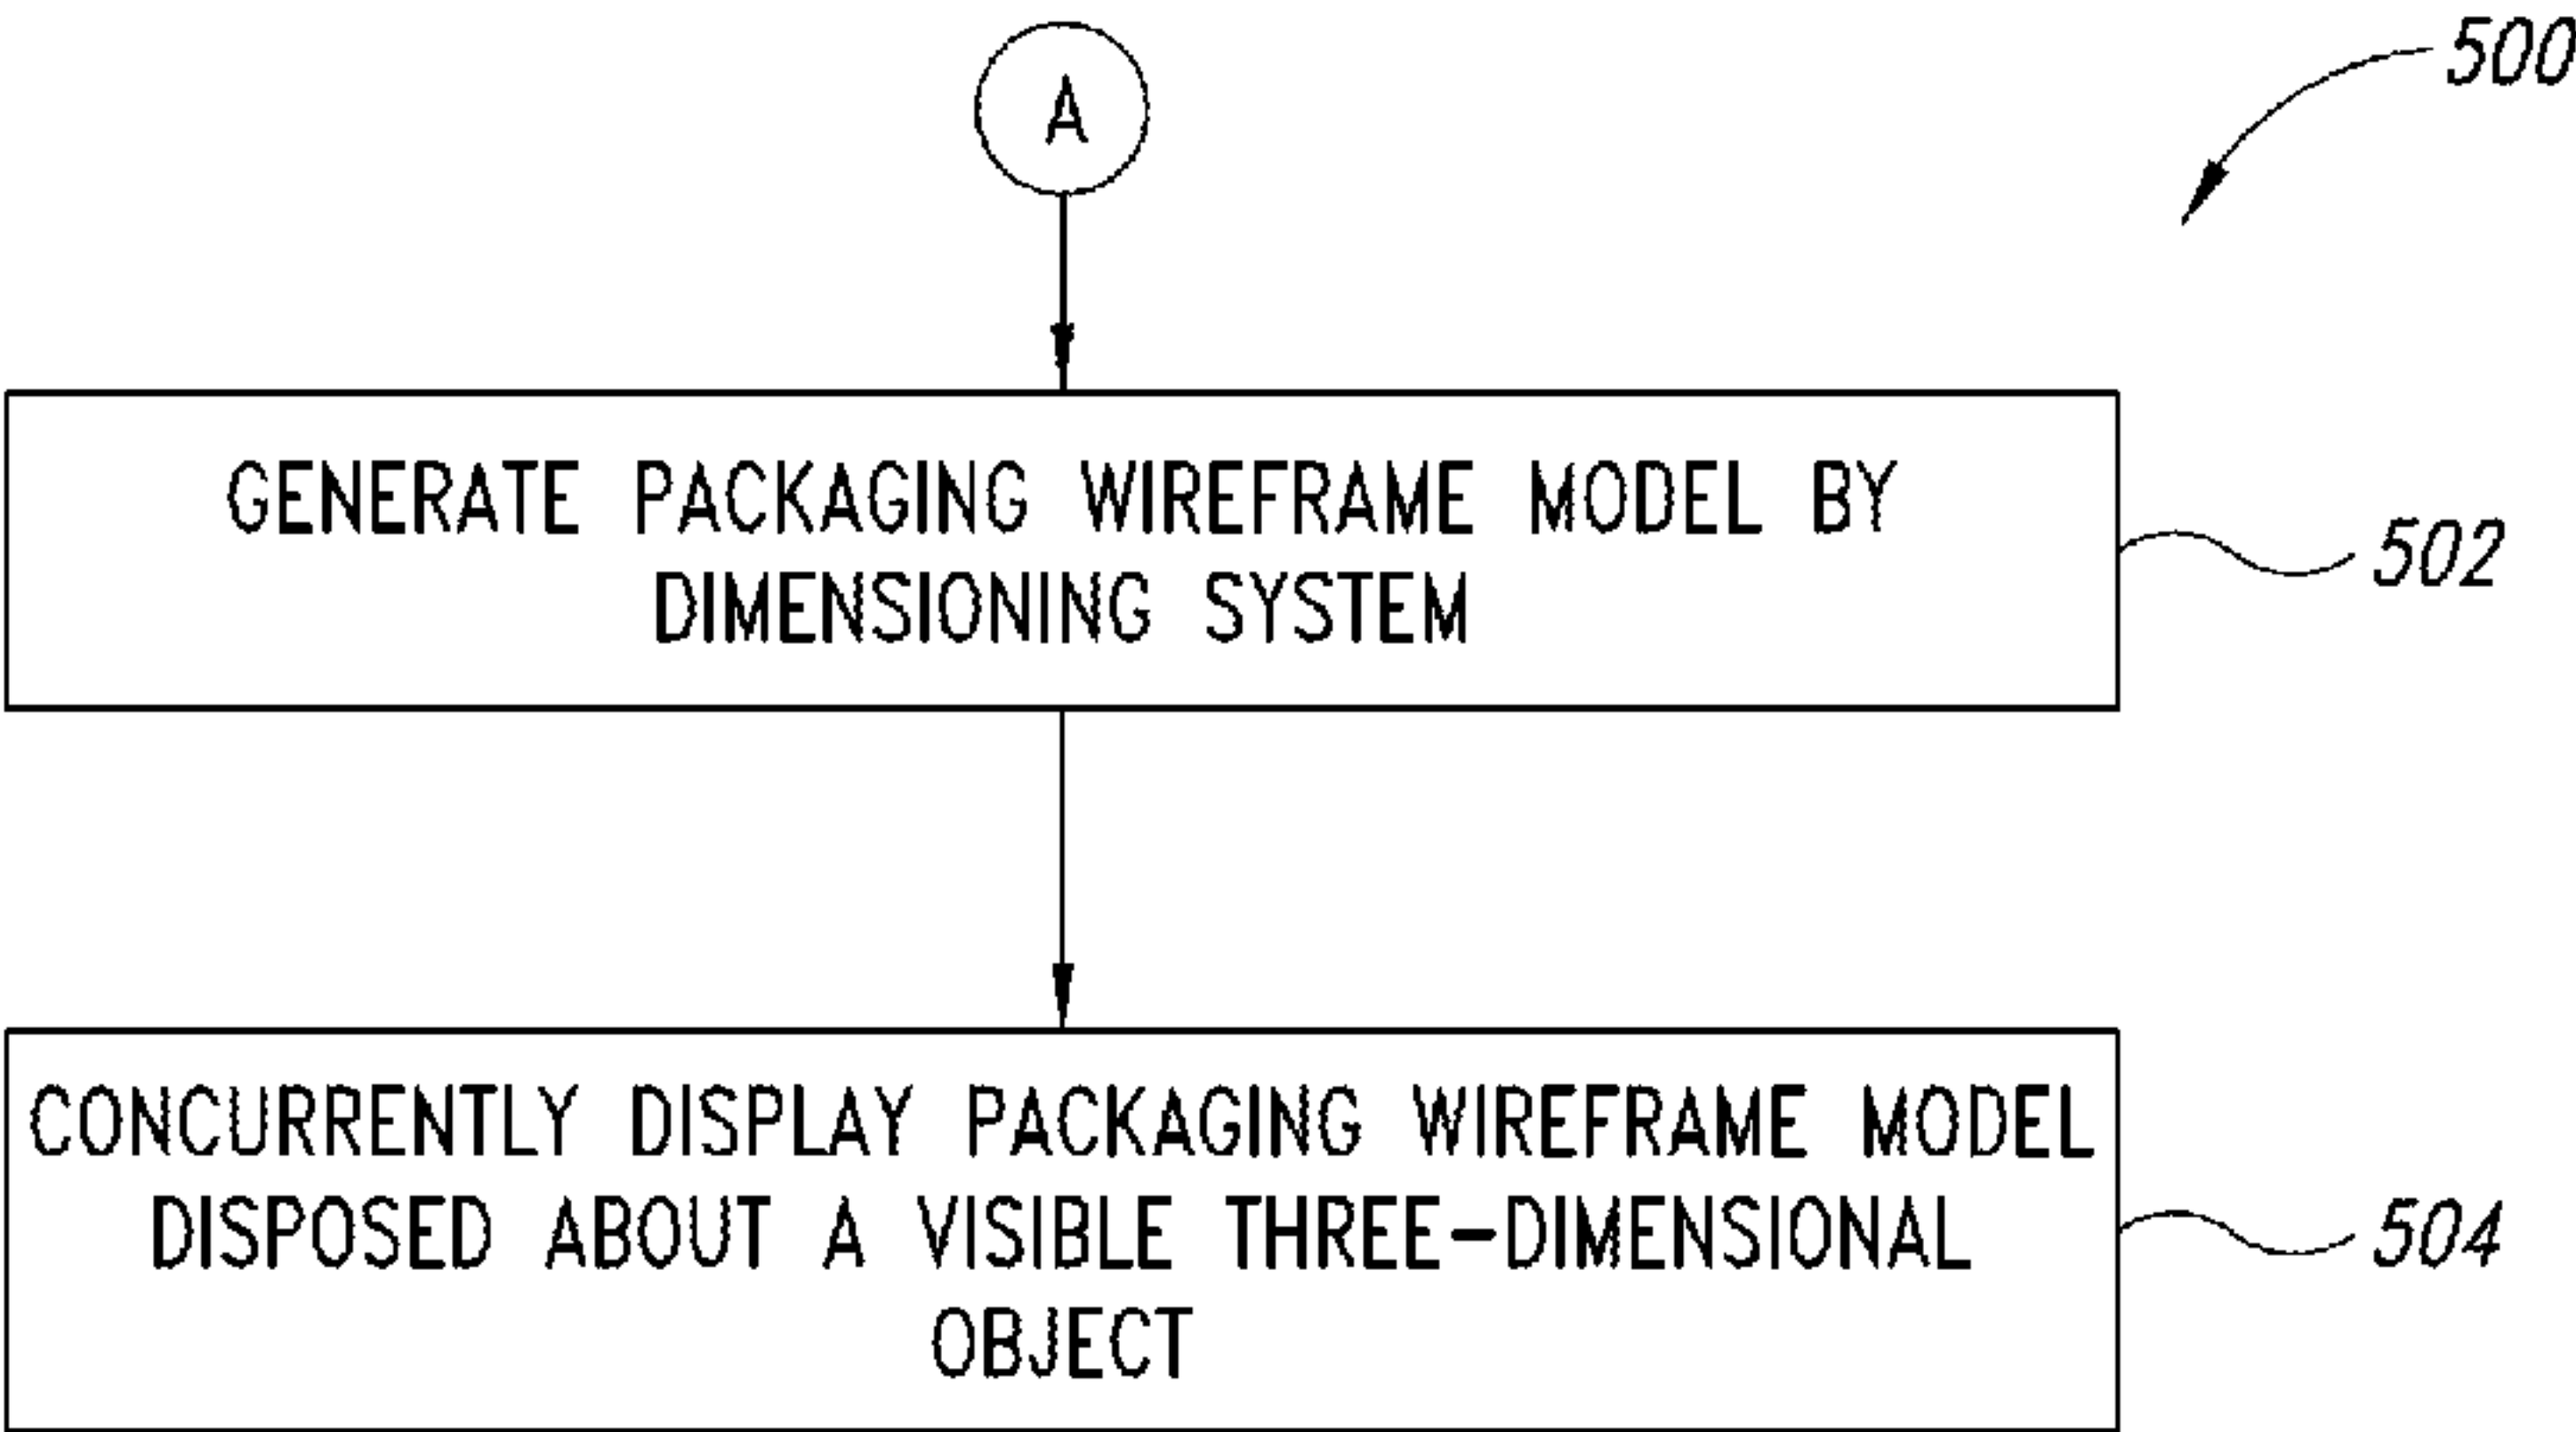 A
500
GENERATE PACKAGING WIREFRAME MODEL BY
DIMENSIONING SYSTEM
502
CONCURRENTLY DISPLAY PACKAGING WIREFRAME MODEL
DISPOSED ABOUT A VISIBLE THREE-DIMENSIONAL
OBJECT
504